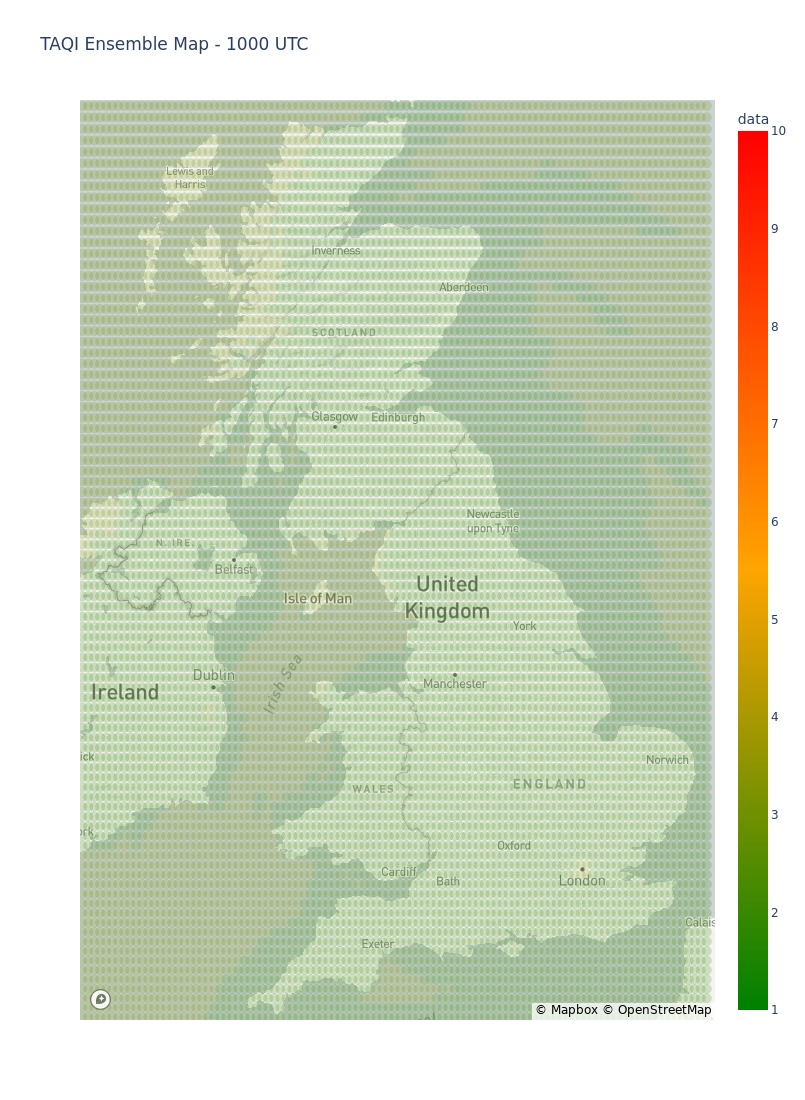 TAQI Ensemble Map - 1000 UTC
data
10
9
8
7
6
5
4
3
2
1
Lewis and
Harris
Inverness
Aberdeen
SCOTLAND
Glasgow
Edinburgh
Newcastle
upon Tyne
N. IRE.
Belfast
United
Kingdom
Isle of Man
York
Irish Sea
Dublin
Manchester
Ireland
ick
Norwich
WALES
ENGLAND
ork
Oxford
Cardiff
Bath
London
Calais
Exeter
© Mapbox © OpenStreetMap